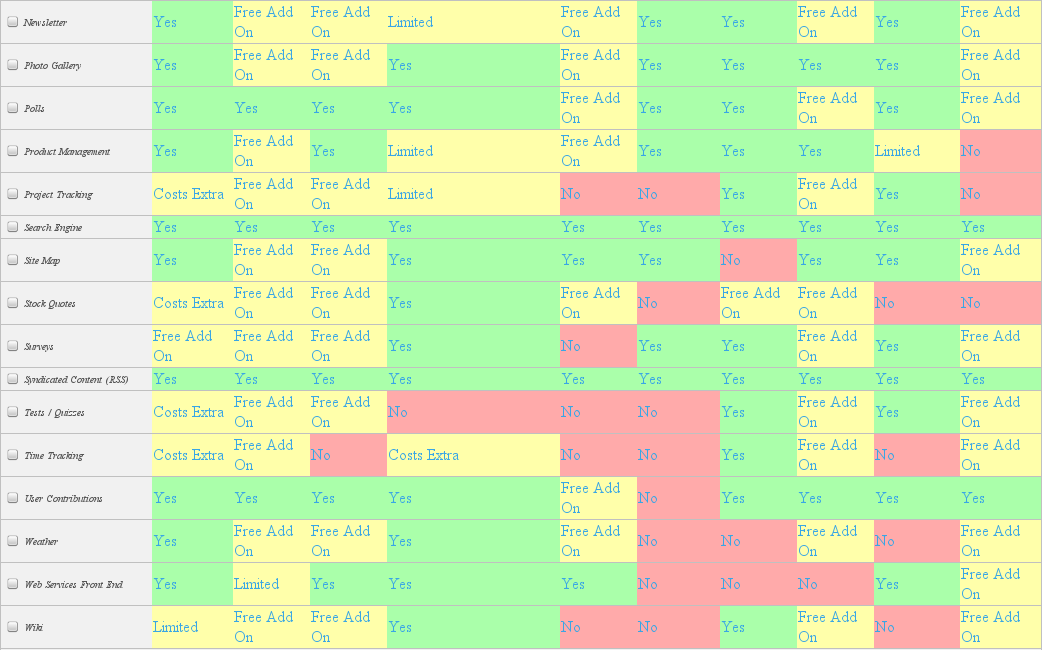 Newsletter Yes Free Add On Free Add On Limited Free Add On Yes Yes Free Add On Yes Free Add On
Photo Gallery Yes Free Add On Free Add On Yes Free Add On Yes Yes Yes Yes Free Add On
Polls Yes Yes Yes Yes Free Add On Yes Yes Free Add On Yes Free Add On
Product Management Yes Free Add On Yes Limited Free Add On Yes Yes Yes Limited No
Project Tracking Costs Extra Free Add On Free Add On Limited No No Yes Free Add On Yes No
Search Engine Yes Yes Yes Yes Yes Yes Yes Yes Yes Yes
Site Map Yes Free Add On Free Add On Yes Yes Yes No Yes Yes Free Add On
Stock Quotes Costs Extra Free Add On Free Add On Yes Free Add On No Free Add On Free Add On No No
Surveys Free Add On Free Add On Free Add On Yes No Yes Yes Free Add On Yes Free Add On
Syndicated Content (RSS) Yes Yes Yes Yes Yes Yes Yes Yes Yes Yes
Tests / Quizzes Costs Extra Free Add On Free Add On No No No Yes Free Add On Yes Free Add On
Time Tracking Costs Extra Free Add On No Costs Extra No No Yes Free Add On No Free Add On
User Contributions Yes Yes Yes Yes Free Add On No Yes Yes Yes Yes
Weather Yes Free Add On Free Add On Yes Free Add On No No Free Add On No Free Add On
Web Services Front End Yes Limited Yes Yes Yes No No No Yes Free Add On
Wiki Limited Free Add On Free Add On Yes No No Yes Free Add On No Free Add On